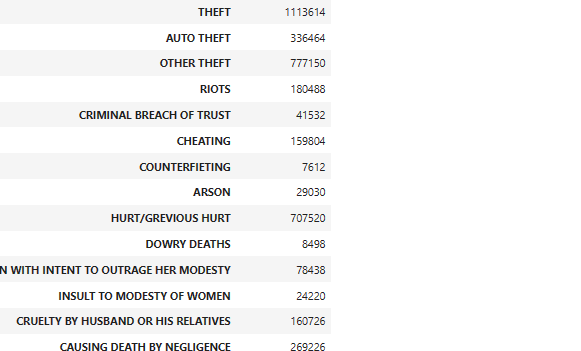 THEFT 1113614
AUTO THEFT 336464
OTHER THEFT 777150
RIOTS 180488
CRIMINAL BREACH OF TRUST 41532
CHEATING 159804
COUNTERFIETING 7612
ARSON 29030
HURT/GREVIOUS HURT 707520
DOWRY DEATHS 8498
N WITH INTENT TO OUTRAGE HER MODESTY 78438
INSULT TO MODESTY OF WOMEN 24220
CRUELTY BY HUSBAND OR HIS RELATIVES 160726
CAUSING DEATH BY NEGLIGENCE 269226